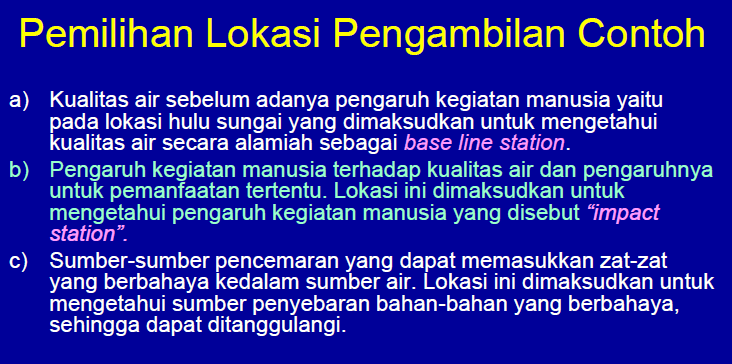 Pemilihan Lokasi Pengambilan Contoh
a) Kualitas air sebelum adanya pengaruh kegiatan manusia yaitu
pada lokasi hulu sungai yang dimaksudkan untuk mengetahui
kualitas air secara alamiah sebagai base line station.
b) Pengaruh kegiatan manusia terhadap kualitas air dan pengaruhnya
untuk pemanfaatan tertentu. Lokasi ini dimaksudkan untuk
mengetahui pengaruh kegiatan manusia yang disebut “impact
station”.
c) Sumber-sumber pencemaran yang dapat memasukkan zat-zat
yang berbahaya kedalam sumber air. Lokasi ini dimaksudkan untuk
mengetahui sumber penyebaran bahan-bahan yang berbahaya,
sehingga dapat ditanggulangi.